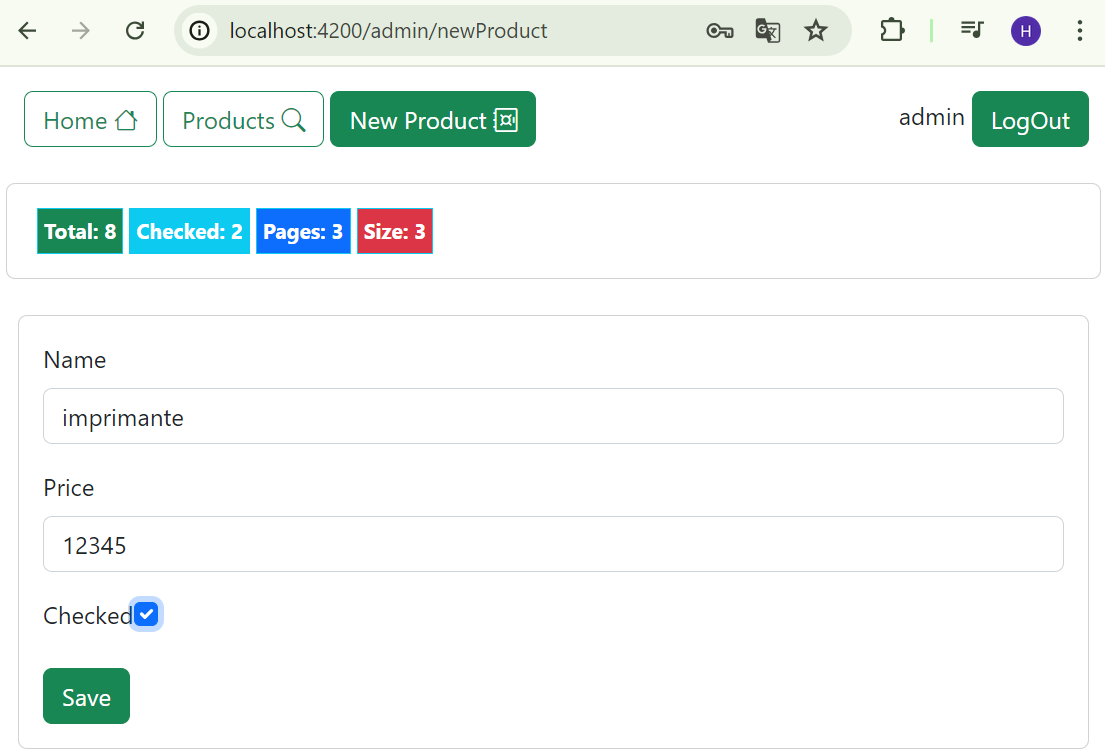 localhost:4200/admin/newProduct
H
Home Products New Product admin LogOut
Total: 8 Checked: 2 Pages: 3 Size: 3
Name
imprimante
Price
12345
Checked
Save